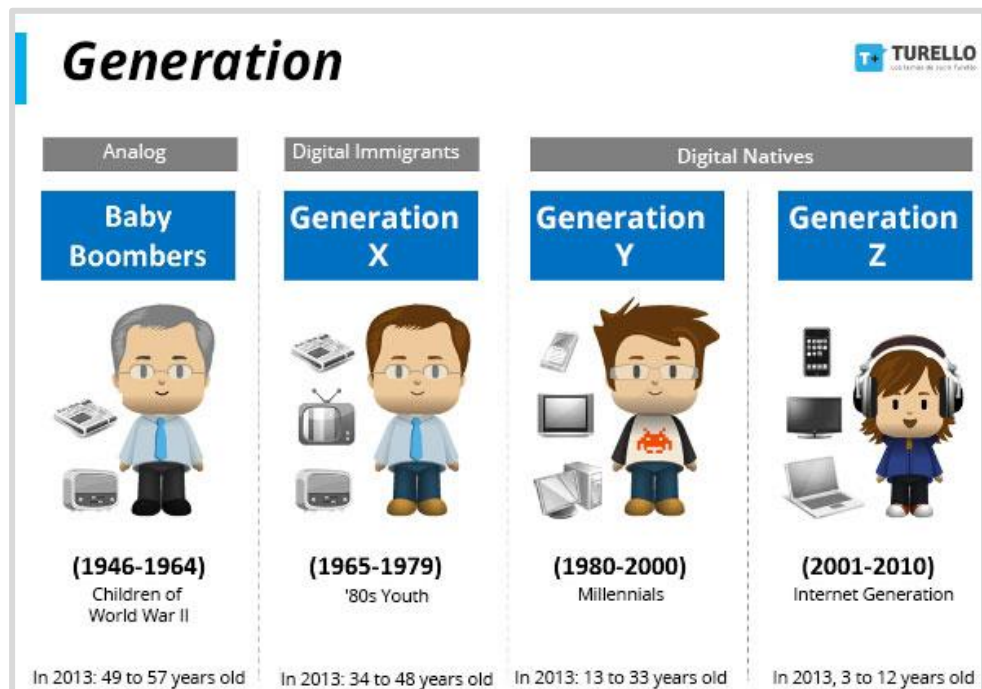 Generation
T+ TURELLO
Analog
Digital Immigrants
Digital Natives
Baby
Boombers
Generation
X
Generation
Y
Generation
Z
(1946-1964)
Children of
World War II
(1965-1979)
'80s Youth
(1980-2000)
Millennials
(2001-2010)
Internet Generation
In 2013: 49 to 57 years old
In 2013: 34 to 48 years old
In 2013: 13 to 33 years old
In 2013, 3 to 12 years old